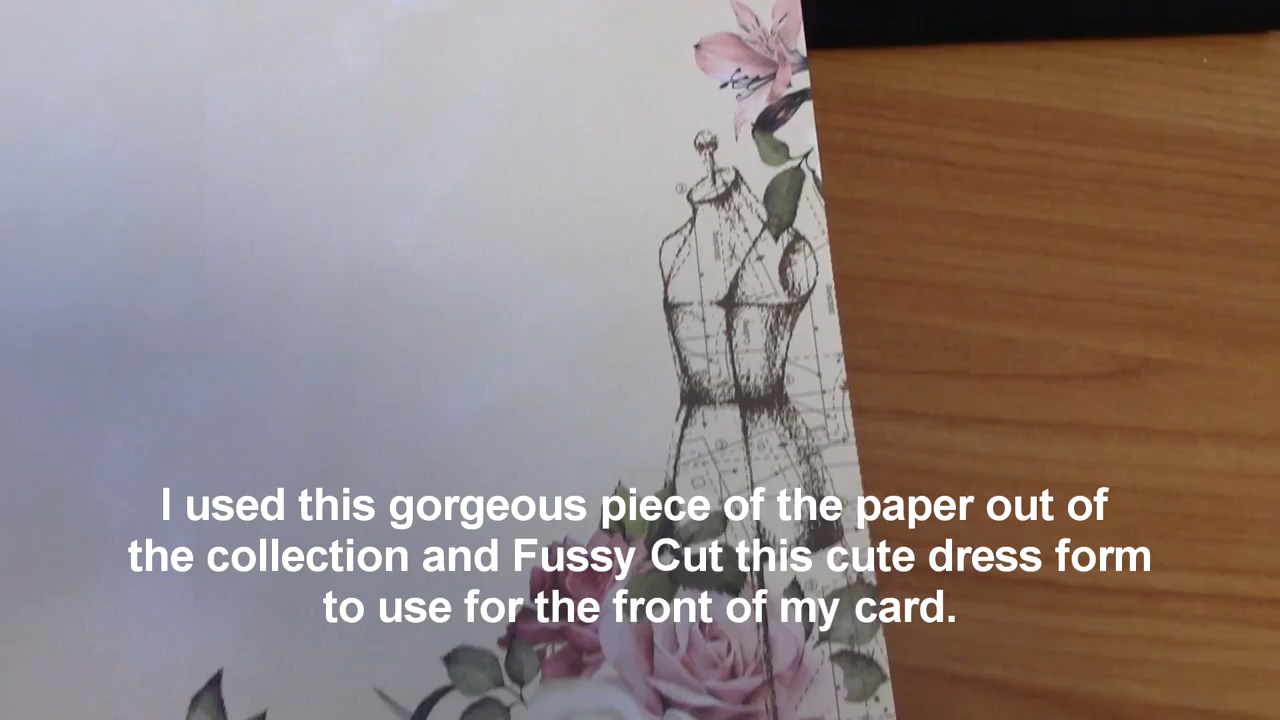 I used this gorgeous piece of the paper out of
the collection and Fussy Cut this cute dress form
to use for the front of my card.